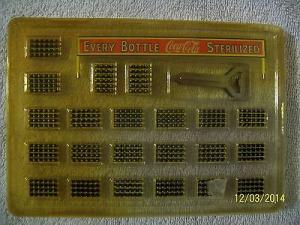 EVERY BOTTLE Coca-Cola STERILIZED
12/03/2014